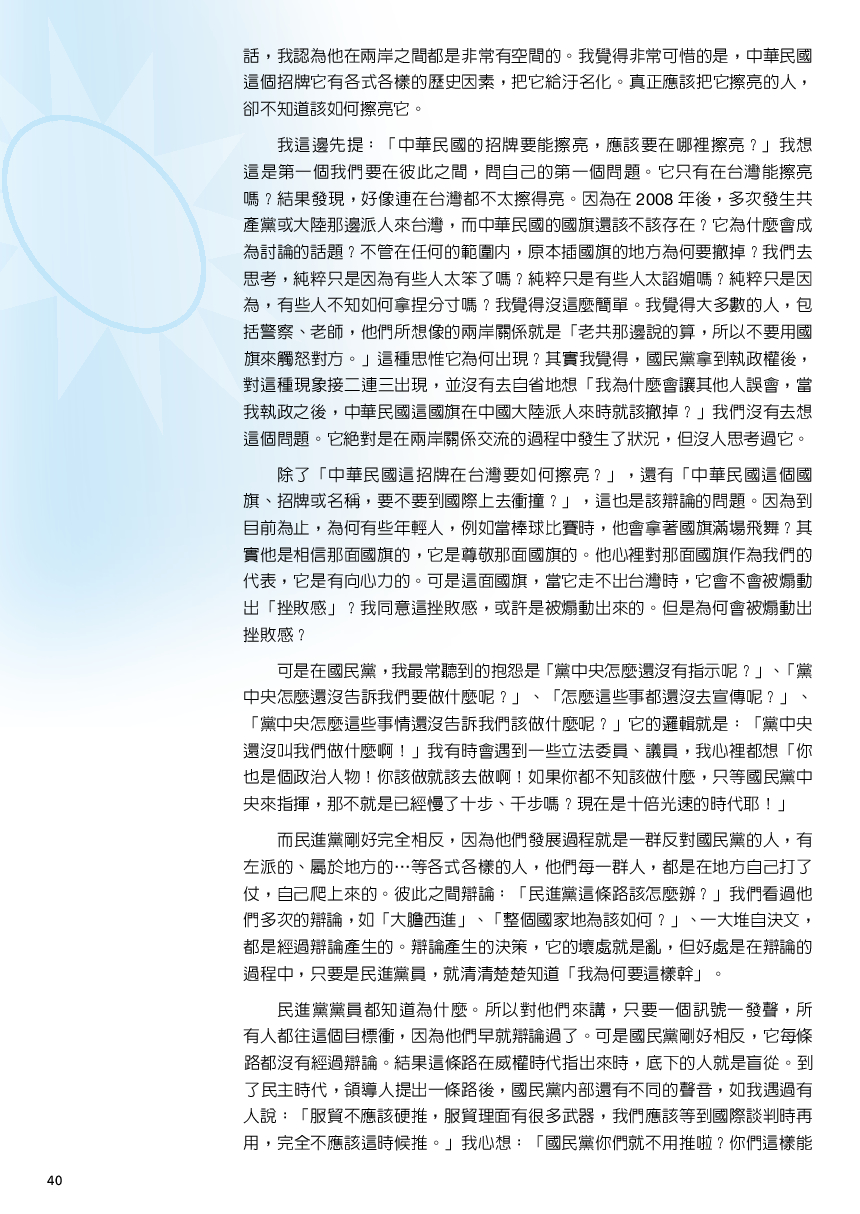 話，我認為他在兩岸之間都是非常有空間的。我覺得非常可惜的是，中華民國
這個招牌它有各式各樣的歷史因素，把它給汙名化。真正應該把它擦亮的人，
卻不知道該如何擦亮它。
我這邊先提：「中華民國的招牌要能擦亮，應該要在哪裡擦亮？」我想
這是第一個我們要在彼此之間，問自己的第一個問題。它只有在台灣能擦亮
嗎？結果發現，好像連在台灣都不太擦得亮。因為在 2008 年後，多次發生共
產黨或大陸那邊派人來台灣，而中華民國的國旗還該不該存在？它為什麼會成
為討論的話題？不管在任何的範圍內，原本插國旗的地方為何要撤掉？我們去
思考，純粹只是因為有些人太笨了嗎？純粹只是有些人太諂媚嗎？純粹只是因
為，有些人不知如何拿捏分寸嗎？我覺得沒這麼簡單。我覺得大多數的人，包
括警察、老師，他們所想像的兩岸關係就是「老共那邊說的算，所以不要用國
旗來觸怒對方。」這種思惟它為何出現？其實我覺得，國民黨拿到執政權後，
對這種現象接二連三出現，並沒有去自省地想「我為什麼會讓其他人誤會，當
我執政之後，中華民國這國旗在中國大陸派人來時就該撤掉？」我們沒有去想
這個問題。它絕對是在兩岸關係交流的過程中發生了狀況，但沒人思考過它。
除了「中華民國這招牌在台灣要如何擦亮？」，還有「中華民國這個國
旗、招牌或名稱，要不要到國際上去衝撞？」，這也是該辯論的問題。因為到
目前為止，為何有些年輕人，例如當棒球比賽時，他會拿著國旗滿場飛舞？其
實他是相信那面國旗的，它是尊敬那面國旗的。他心裡對那面國旗作為我們的
代表，它是有向心力的。可是這面國旗，當它走不出台灣時，它會不會被煽動
出「挫敗感」？我同意這挫敗感，或許是被煽動出來的。但是為何會被煽動出
挫敗感？
可是在國民黨，我最常聽到的抱怨是「黨中央怎麼還沒有指示呢？」、「黨
中央怎麼還沒告訴我們要做什麼呢？」、「怎麼這些事都還沒去宣傳呢？」、
「黨中央怎麼這些事情還沒告訴我們該做什麼呢？」它的邏輯就是：「黨中央
還沒叫我們做什麼啊！」我有時會遇到一些立法委員、議員，我心裡都想「你
也是個政治人物！你該做就該去做啊！如果你都不知該做什麼，只等國民黨中
央來指揮，那不就是已經慢了十步、千步嗎？現在是十倍光速的時代耶！」
而民進黨剛好完全相反，因為他們發展過程就是一群反對國民黨的人，有
左派的、屬於地方的…等各式各樣的人，他們每一群人，都是在地方自己打了
仗，自己爬上來的。彼此之間辯論：「民進黨這條路該怎麼辦？」我們看過他
們多次的辯論，如「大膽西進」、「整個國家地為該如何？」、一大堆自決文，
都是經過辯論產生的。辯論產生的決策，它的壞處就是亂，但好處是在辯論的
過程中，只要是民進黨員，就清清楚楚知道「我為何要這樣幹」。
民進黨黨員都知道為什麼。所以對他們來講，只要一個訊號一發聲，所
有人都往這個目標衝，因為他們早就辯論過了。可是國民黨剛好相反，它每條
路都沒有經過辯論。結果這條路在威權時代指出來時，底下的人就是盲從。到
了民主時代，領導人提出一條路後，國民黨內部還有不同的聲音，如我遇過有
人說：「服貿不應該硬推，服貿理面有很多武器，我們應該等到國際談判時再
用，完全不應該這時候推。」我心想：「國民黨你們就不用推啦？你們這樣能
40